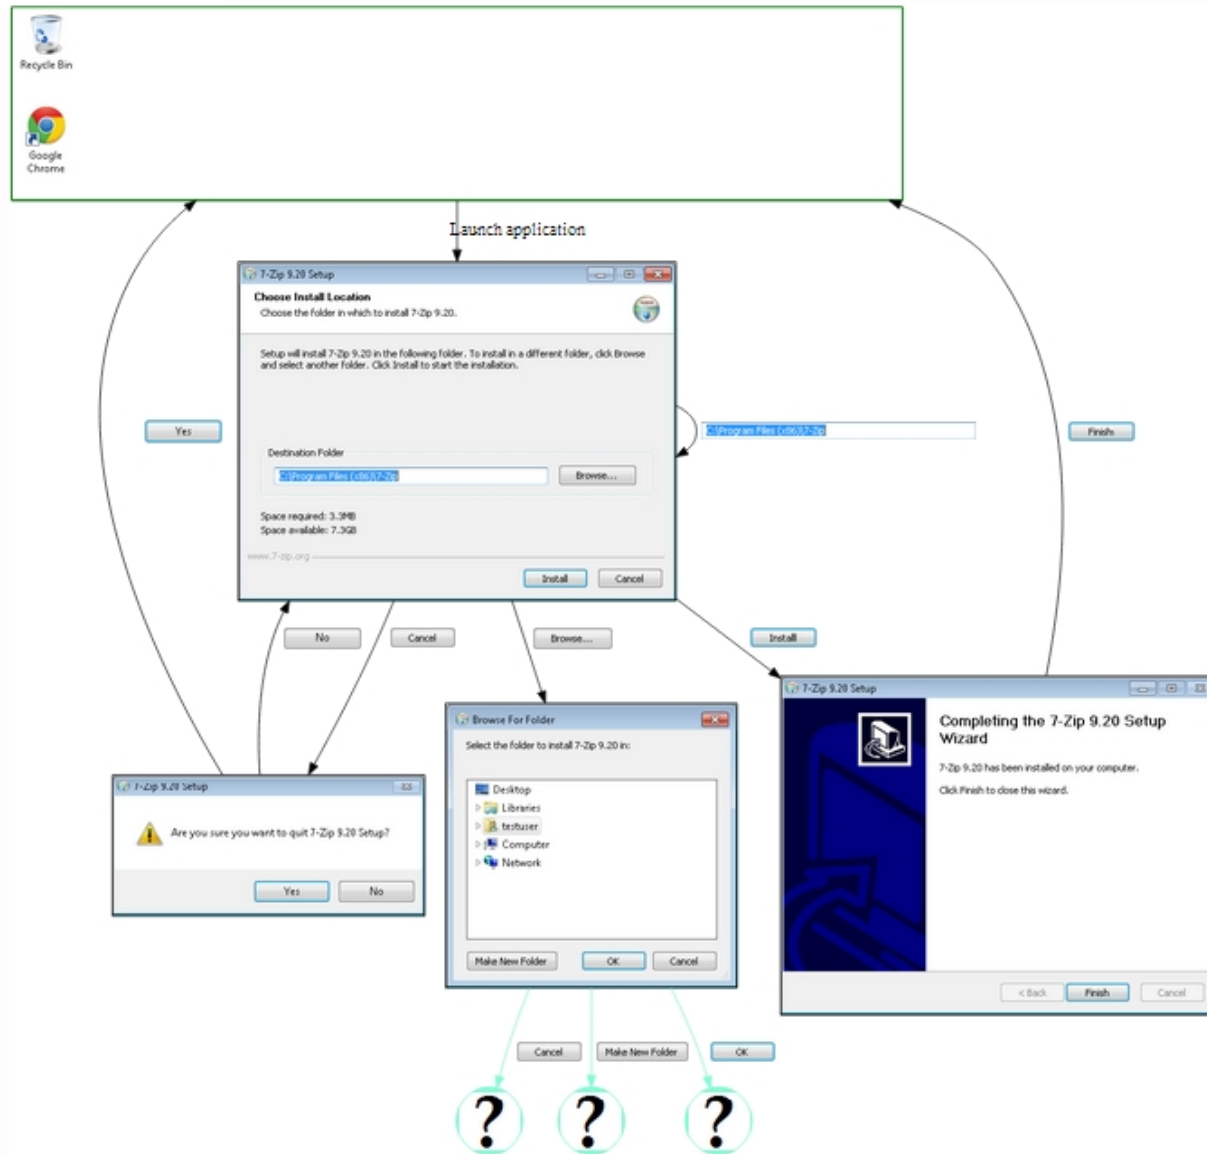 Recycle Bin
Google
Chrome
Launch application
7-Zip 9.20 Setup
Choose Install Location
Choose the folder in which to install 7-Zip 9.20.
Setup will install 7-Zip 9.20 in the following folder. To install in a different folder, click Browse
and select another folder. Click Install to start the installation.
Yes
C:\Program Files (x86)\7-Zip
Finish
Destination Folder
C:\Program Files (x86)\7-Zip
Browse...
Space required: 3.3MB
Space available: 7.3GB
www.7-zip.org
Install
Cancel
No
Cancel
Browse...
Install
7-Zip 9.20 Setup
Are you sure you want to quit 7-Zip 9.20 Setup?
Yes
No
Browse For Folder
Select the folder to install 7-Zip 9.20 in:
Desktop
Libraries
testuser
Computer
Network
Make New Folder
OK
Cancel
7-Zip 9.20 Setup
Completing the 7-Zip 9.20 Setup
Wizard
7-Zip 9.20 has been installed on your computer.
Click Finish to close this wizard.
< Back
Finish
Cancel
Cancel
Make New Folder
OK
?
?
?